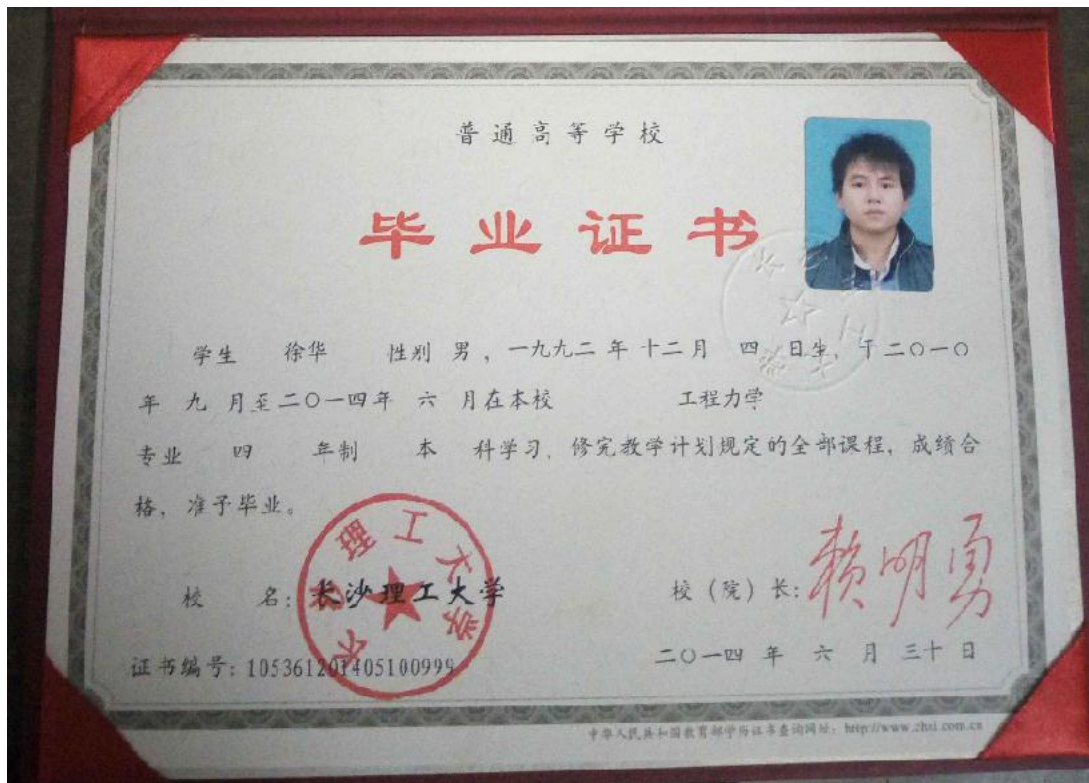 普通高等学校
毕业证书
学生 徐华 性别 男，一九九二 年 十二月 四 日生，于二〇一〇
年 九 月至二〇一四年 六 月在本校 工程力学
专业 四 年制 本 科学习，修完教学计划规定的全部课程，成绩合
格，准予毕业。
校 名：长沙理工大学
校（院）长：赖明勇
长沙理工大学
证书编号：105361201405100999
二〇一四 年 六 月 三十 日
中华人民共和国教育部学历证书查询网址：http://www.chsi.com.cn